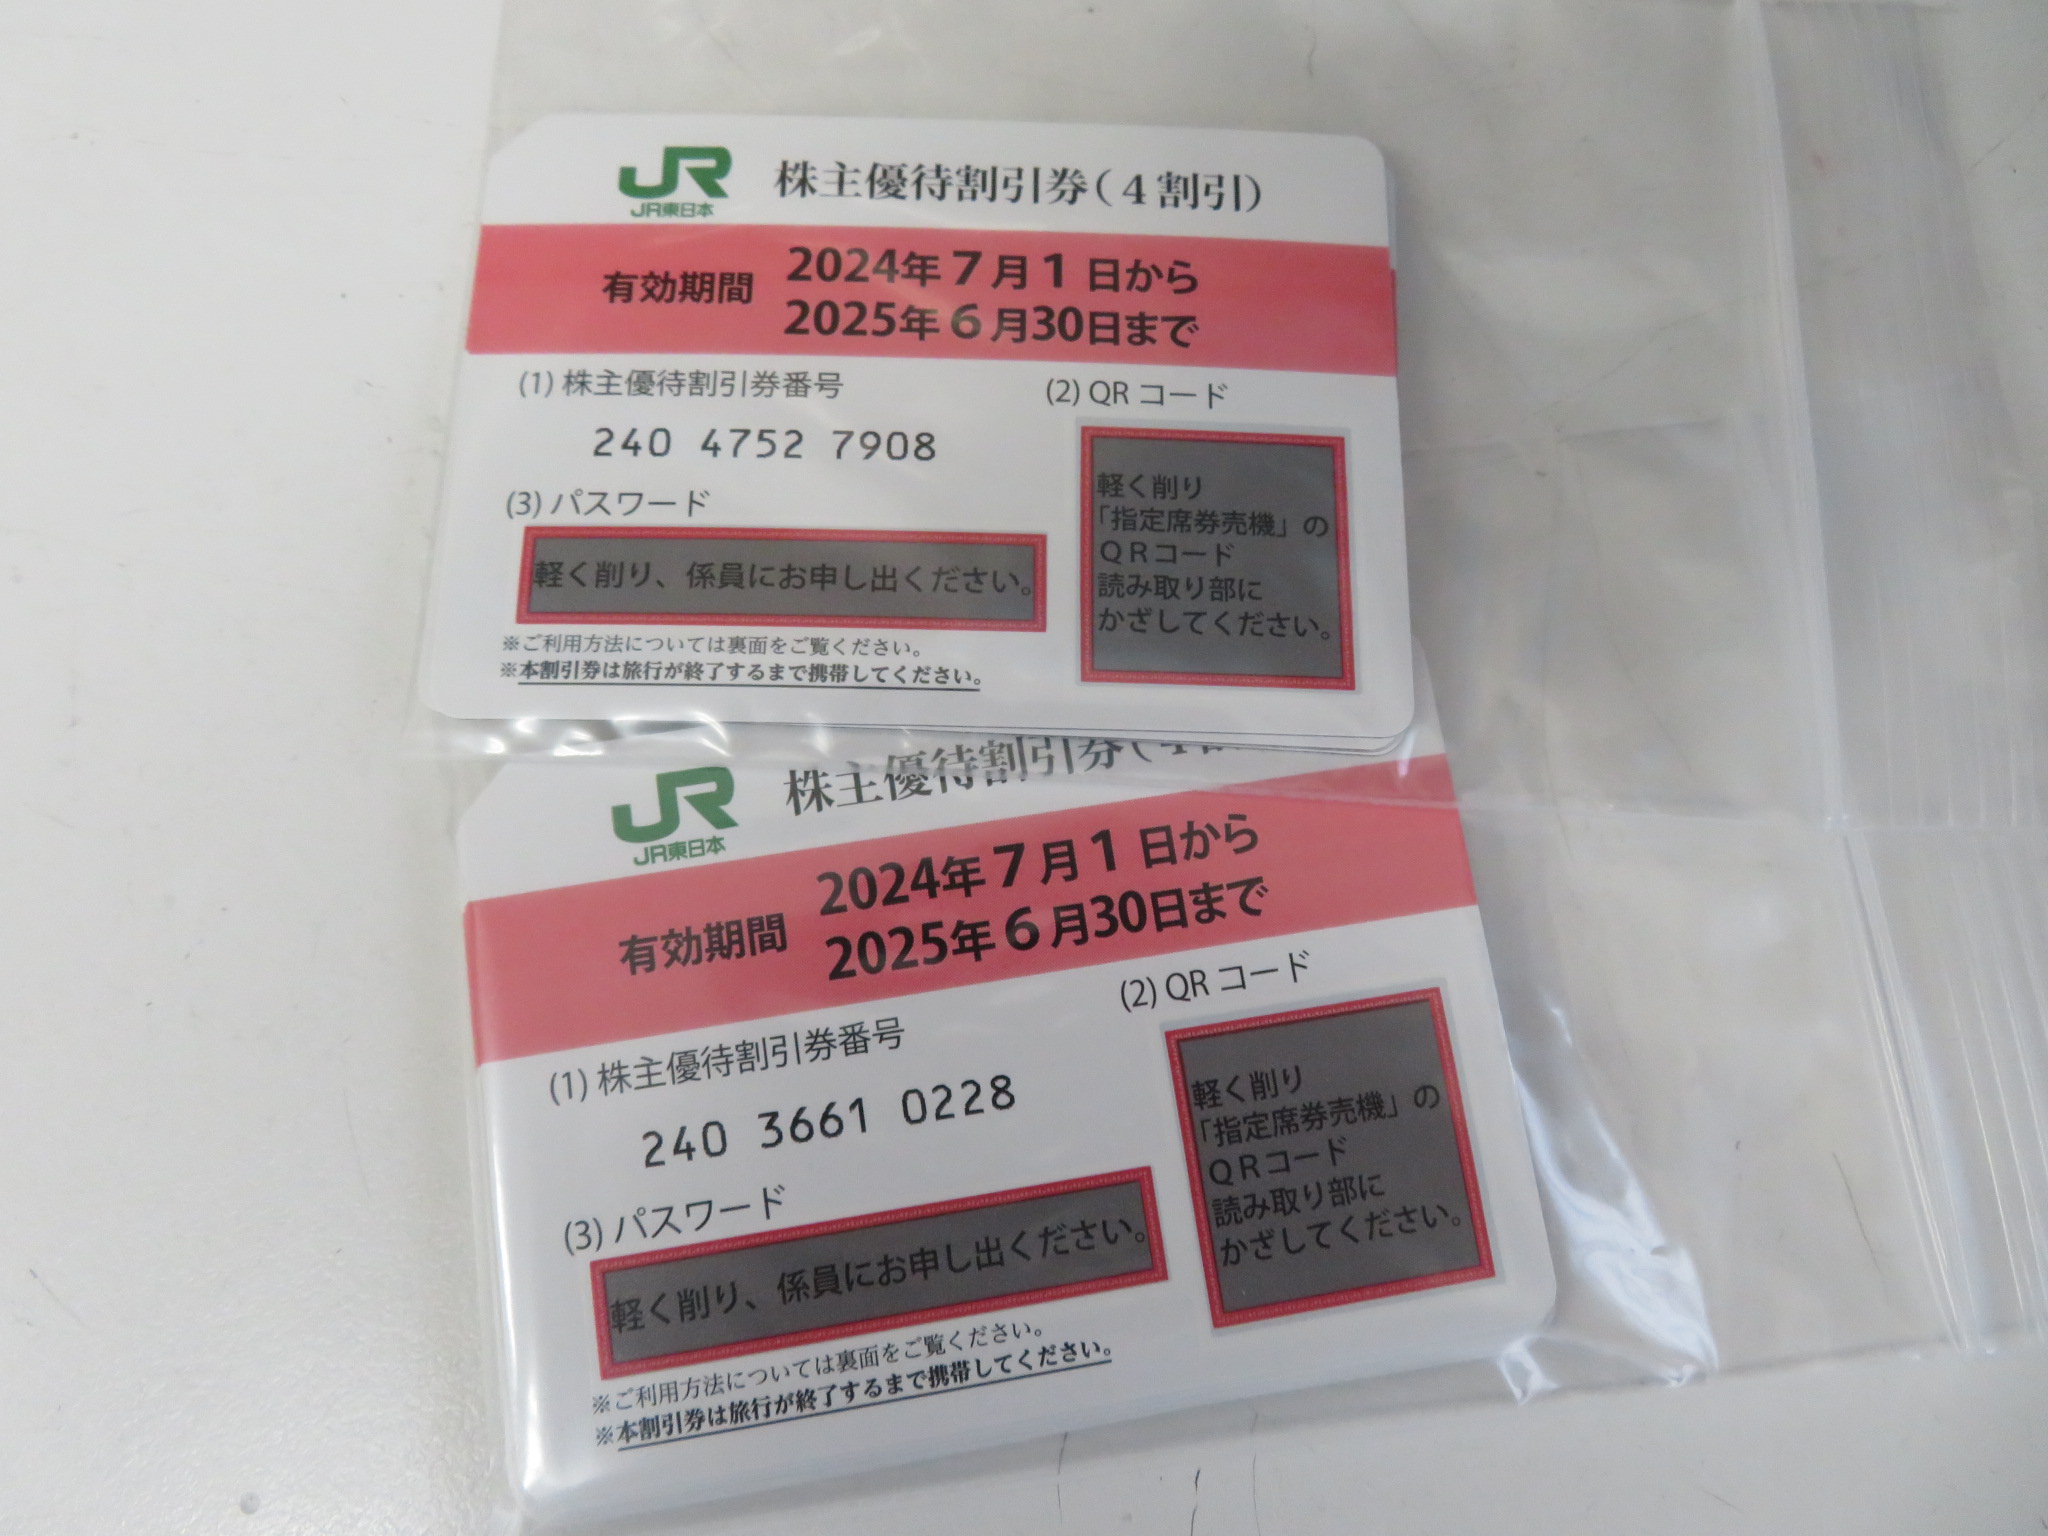 JR
JR東日本
株主優待割引券(4割引)
有効期間
2024年7月1日から
2025年6月30日まで
(1) 株主優待割引券番号
240 4752 7908
(2) QR コード
軽く削り
「指定席券売機」の
QRコード
読み取り部に
かざしてください。
(3) パスワード
軽く削り、係員にお申し出ください。
※ご利用方法については裏面をご覧ください。
※本割引券は旅行が終了するまで携帯してください。
JR
JR東日本
株主優待割引券(4
有効期間
2024年7月1日から
2025年6月30日まで
(1) 株主優待割引券番号
240 3661 0228
(2) QR コード
軽く削り
「指定席券売機」の
QRコード
読み取り部に
かざしてください。
(3) パスワード
軽く削り、係員にお申し出ください。
※ご利用方法については裏面をご覧ください。
※本割引券は旅行が終了するまで携帯してください。